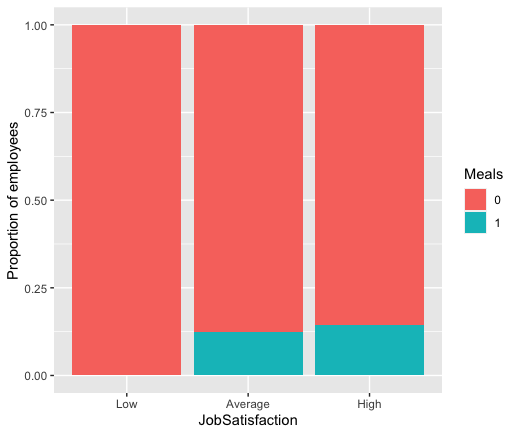 1.00
0.75
0.50
0.25
0.00
Proportion of employees
Low Average High
JobSatisfaction
Meals
0
1